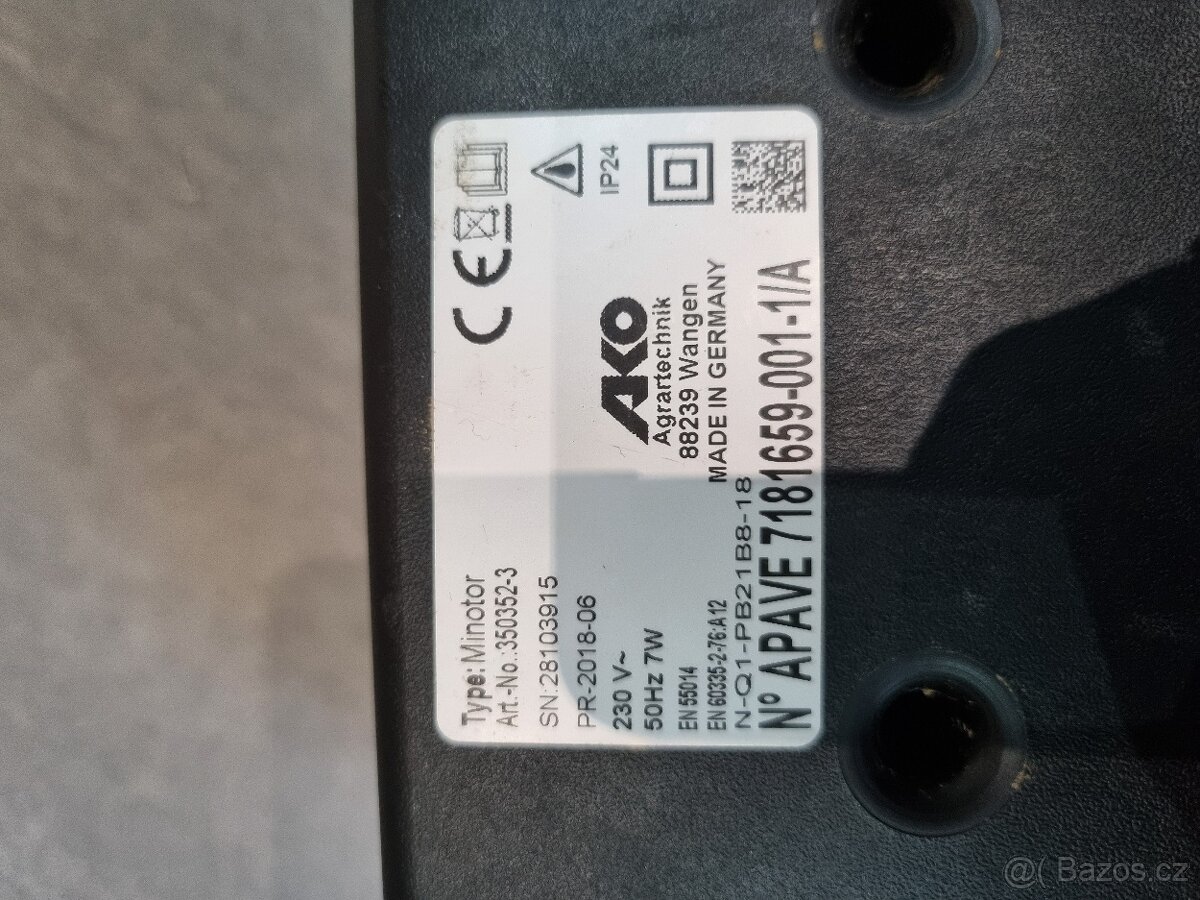 Type: Minotor
Art.-No.:350352-3
SN:28103915
PR-2018-06
230 V~
50Hz 7W
EN 55014
EN 60335-2-76:A12
N-Q1-PB21B8-18
N° APAVE 7181659-001-1/A
CE
IP24
AKO
Agrartechnik
88239 Wangen
MADE IN GERMANY
@( Bazos.cz